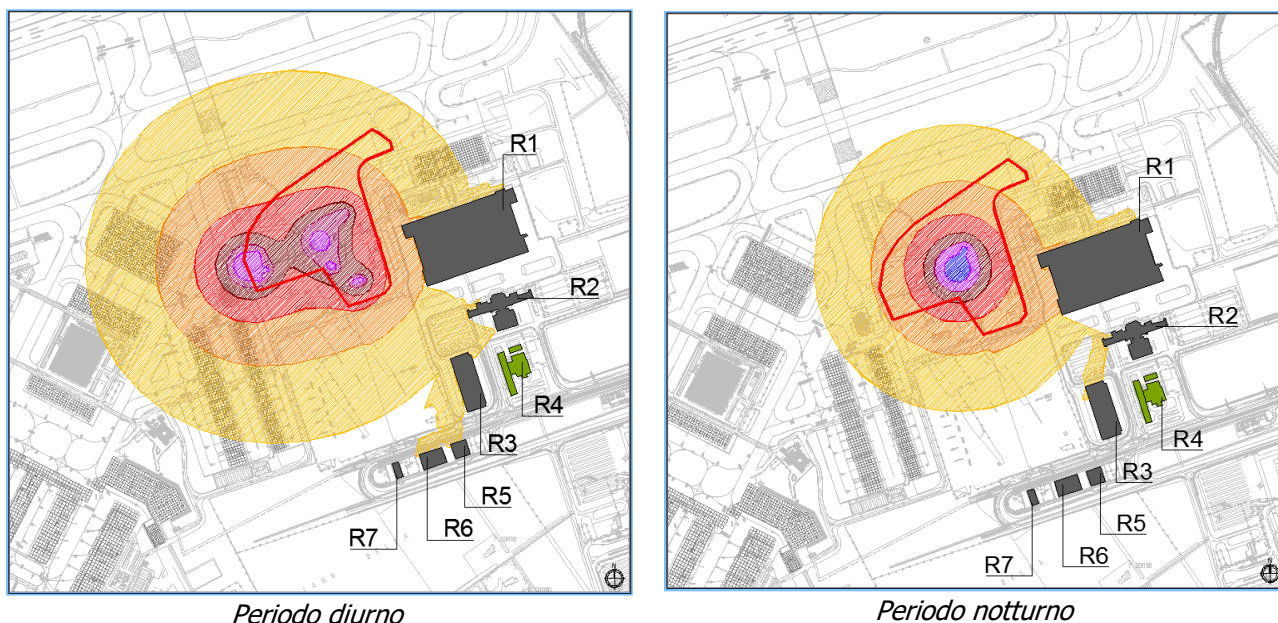 R1
R2
R4
R3
R5
R6
R7
Periodo diurno
R1
R2
R4
R3
R5
R6
R7
Periodo notturno